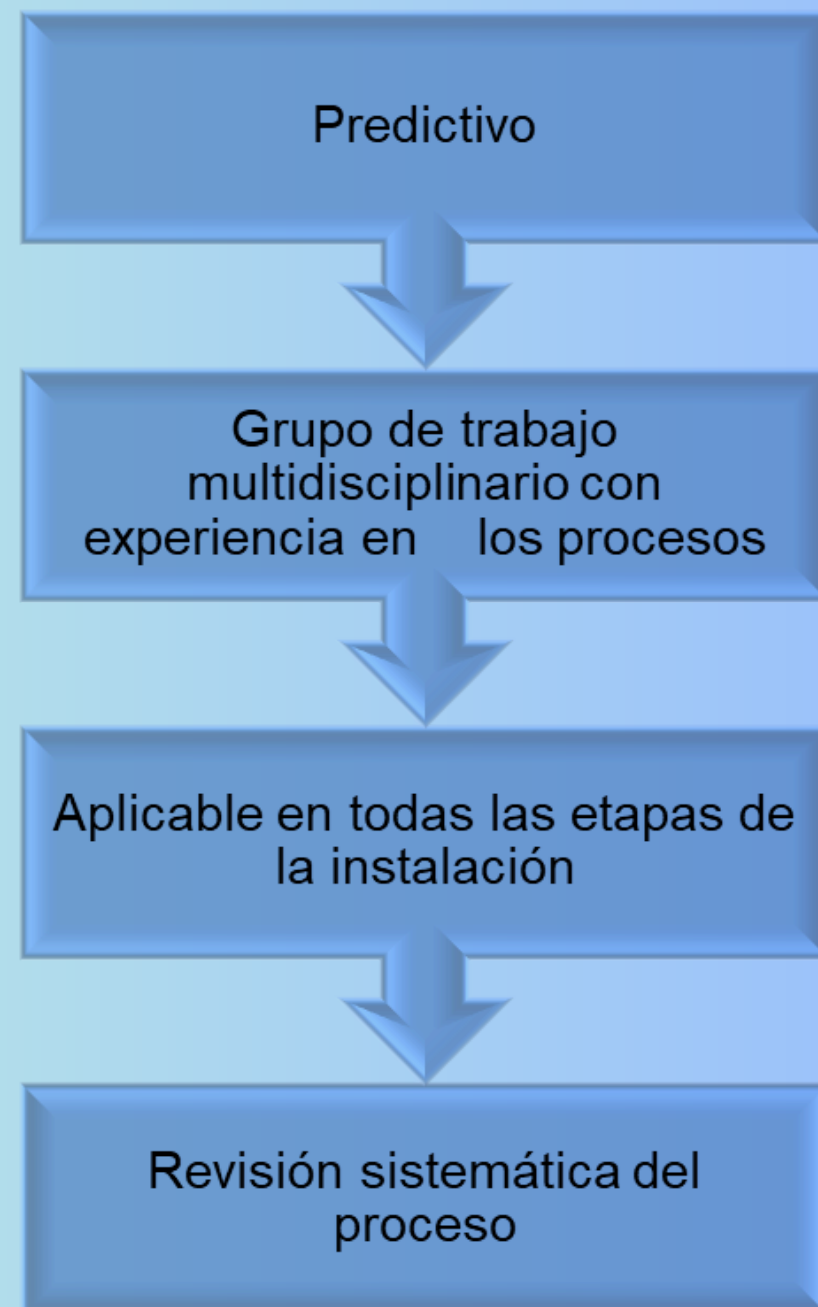 Predictivo
Grupo de trabajo
multidisciplinario con
experiencia en los procesos
Aplicable en todas las etapas de
la instalación
Revisión sistemática del
proceso